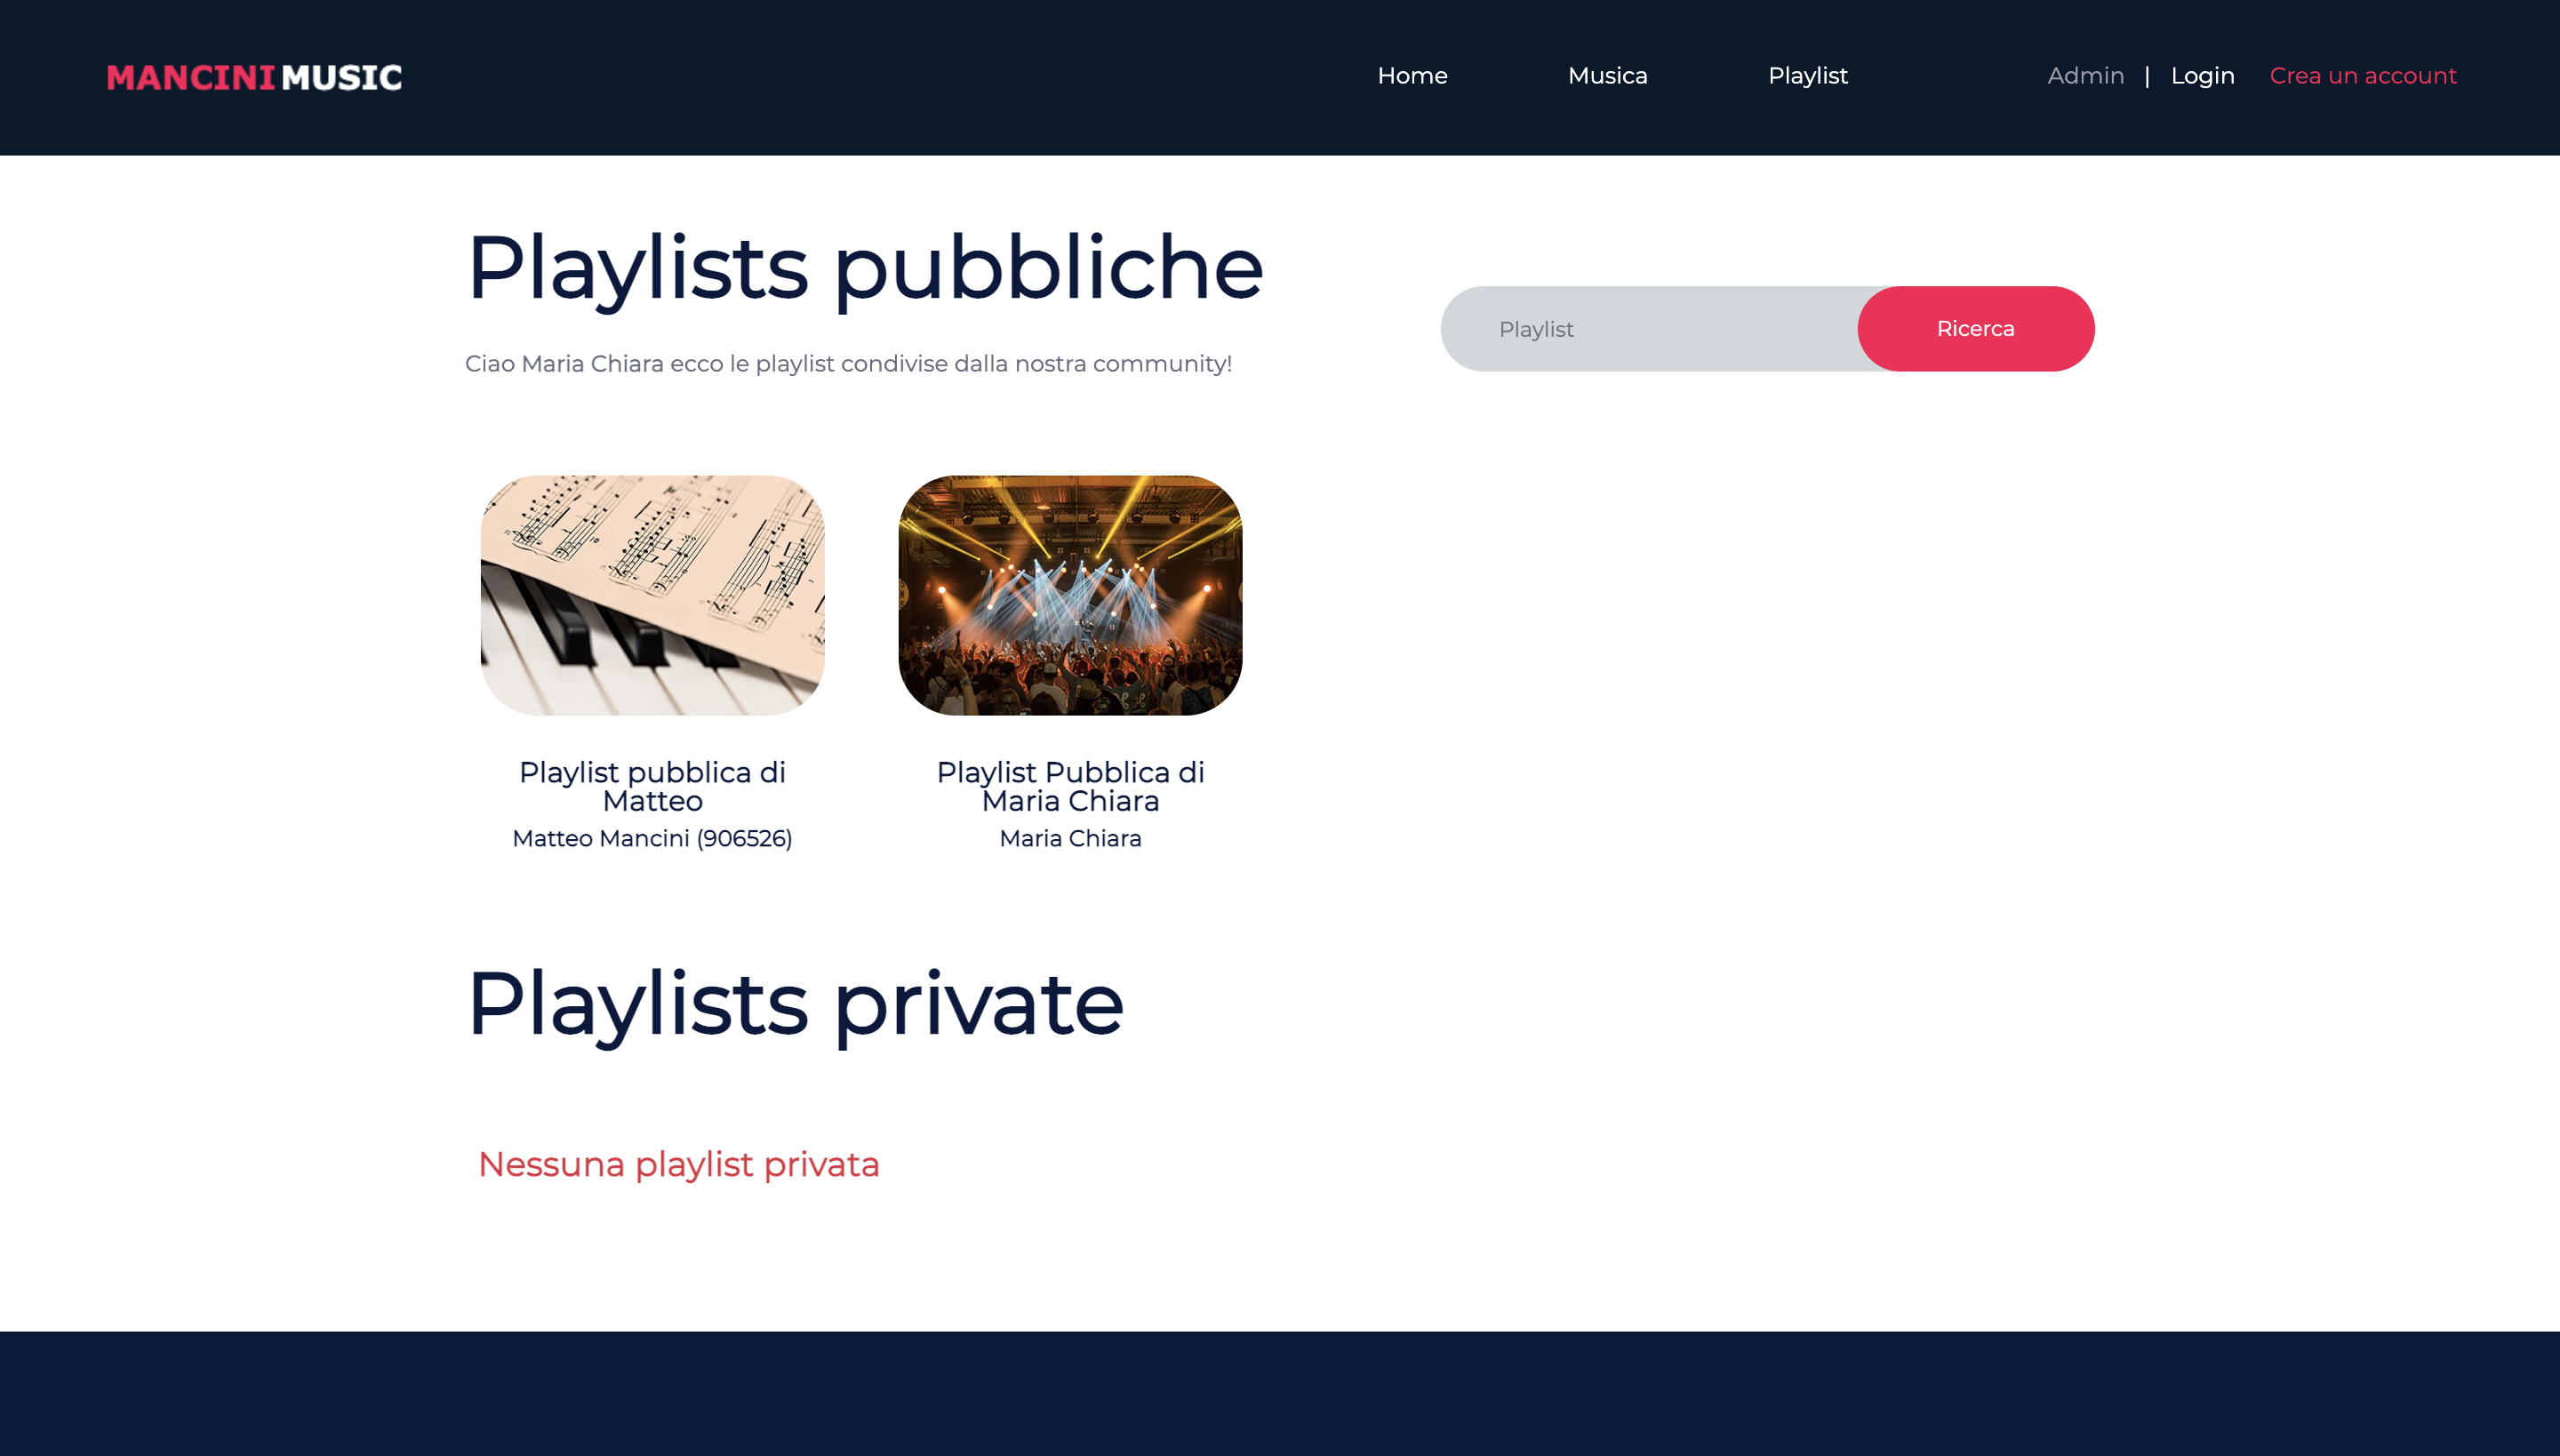 MANCINI MUSIC
Home Musica Playlist Admin | Login Crea un account
Playlists pubbliche
Playlist Ricerca
Ciao Maria Chiara ecco le playlist condivise dalla nostra community!
Playlist pubblica di
Matteo
Matteo Mancini (906526)
Playlist Pubblica di
Maria Chiara
Maria Chiara
Playlists private
Nessuna playlist privata